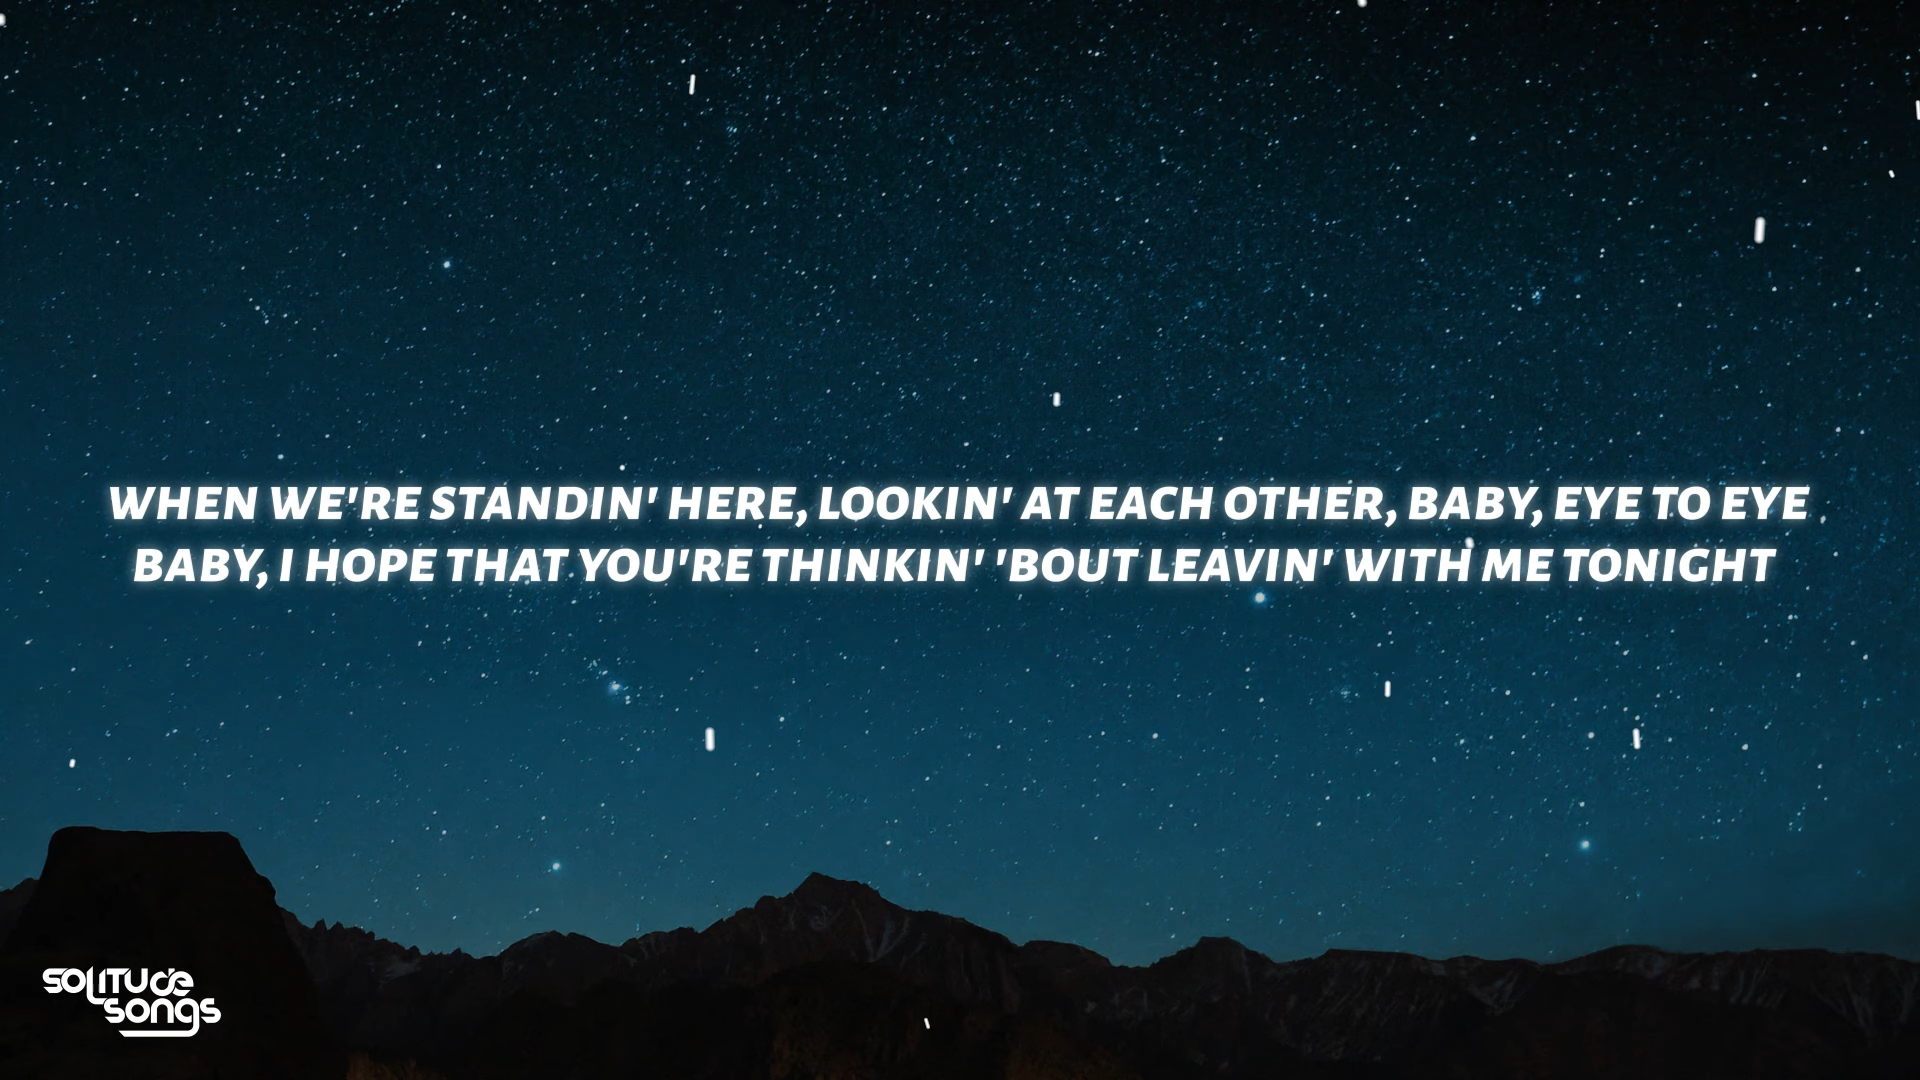 WHEN WE'RE STANDIN' HERE, LOOKIN' AT EACH OTHER, BABY, EYE TO EYE
BABY, I HOPE THAT YOU'RE THINKIN' 'BOUT LEAVIN' WITH ME TONIGHT
SOLITUDE
SONGS